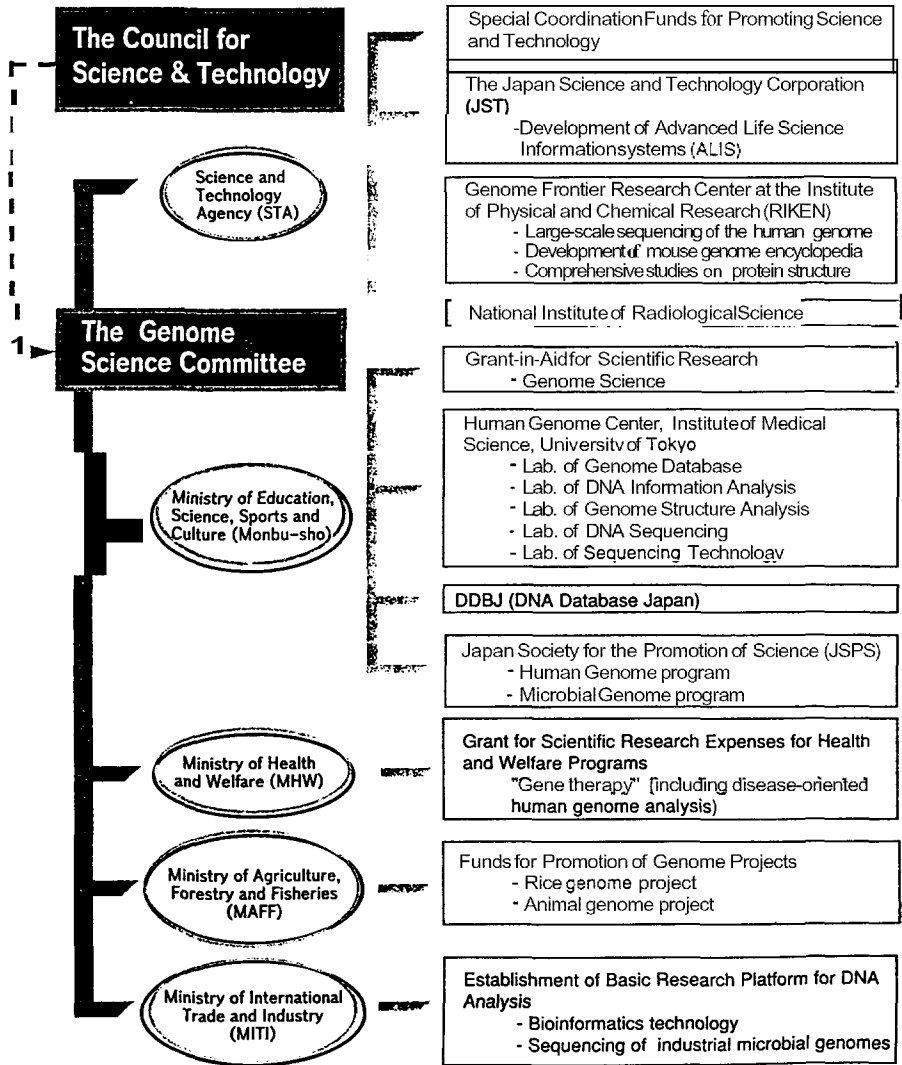 The Council for
Science & Technology
Special Coordination Funds for Promoting Science
and Technology
The Japan Science and Technology Corporation
(JST)
-Development of Advanced Life Science
Informationsystems (ALIS)
Science and
Technology
Agency (STA)
Genome Frontier Research Center at the Institute
of Physical and Chemical Research (RIKEN)
- Large-scale sequencing of the human genome
- Development of mouse genome encyclopedia
- Comprehensive studies on protein structure
[ National Institute of Radiological Science
1
The Genome
Science Committee
Grant-in-Aid for Scientific Research
- Genome Science
Human Genome Center, Institute of Medical
Science, University of Tokyo
- Lab. of Genome Database
- Lab. of DNA Information Analysis
- Lab. of Genome Structure Analysis
- Lab. of DNA Sequencing
- Lab. of Sequencing Technology
Ministry of Education,
Science, Sports and
Culture (Monbu-sho)
DDBJ (DNA Database Japan)
Japan Society for the Promotion of Science (JSPS)
- Human Genome program
- Microbial Genome program
Ministry of Health
and Welfare (MHW)
Grant for Scientific Research Expenses for Health
and Welfare Programs
"Gene therapy" [including disease-oriented
human genome analysis)
Ministry of Agriculture,
Forestry and Fisheries
(MAFF)
Funds for Promotion of Genome Projects
- Rice genome project
- Animal genome project
Ministry of International
Trade and Industry
(MITI)
Establishment of Basic Research Platform for DNA
Analysis
- Bioinformatics technology
- Sequencing of industrial microbial genomes